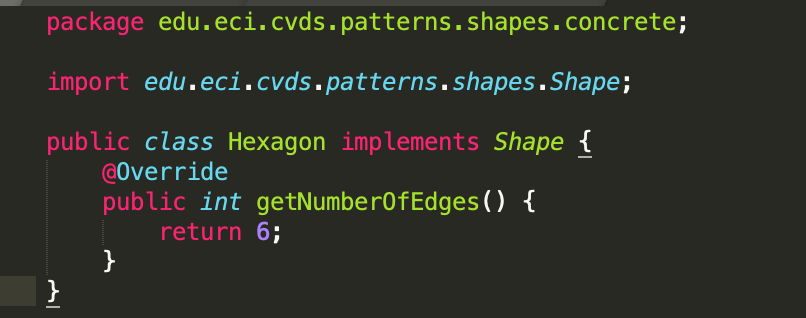 package edu.eci.cvds.patterns.shapes.concrete;
import edu.eci.cvds.patterns.shapes.Shape;
public class Hexagon implements Shape {
    @Override
    public int getNumberOfEdges() {
        return 6;
    }
}